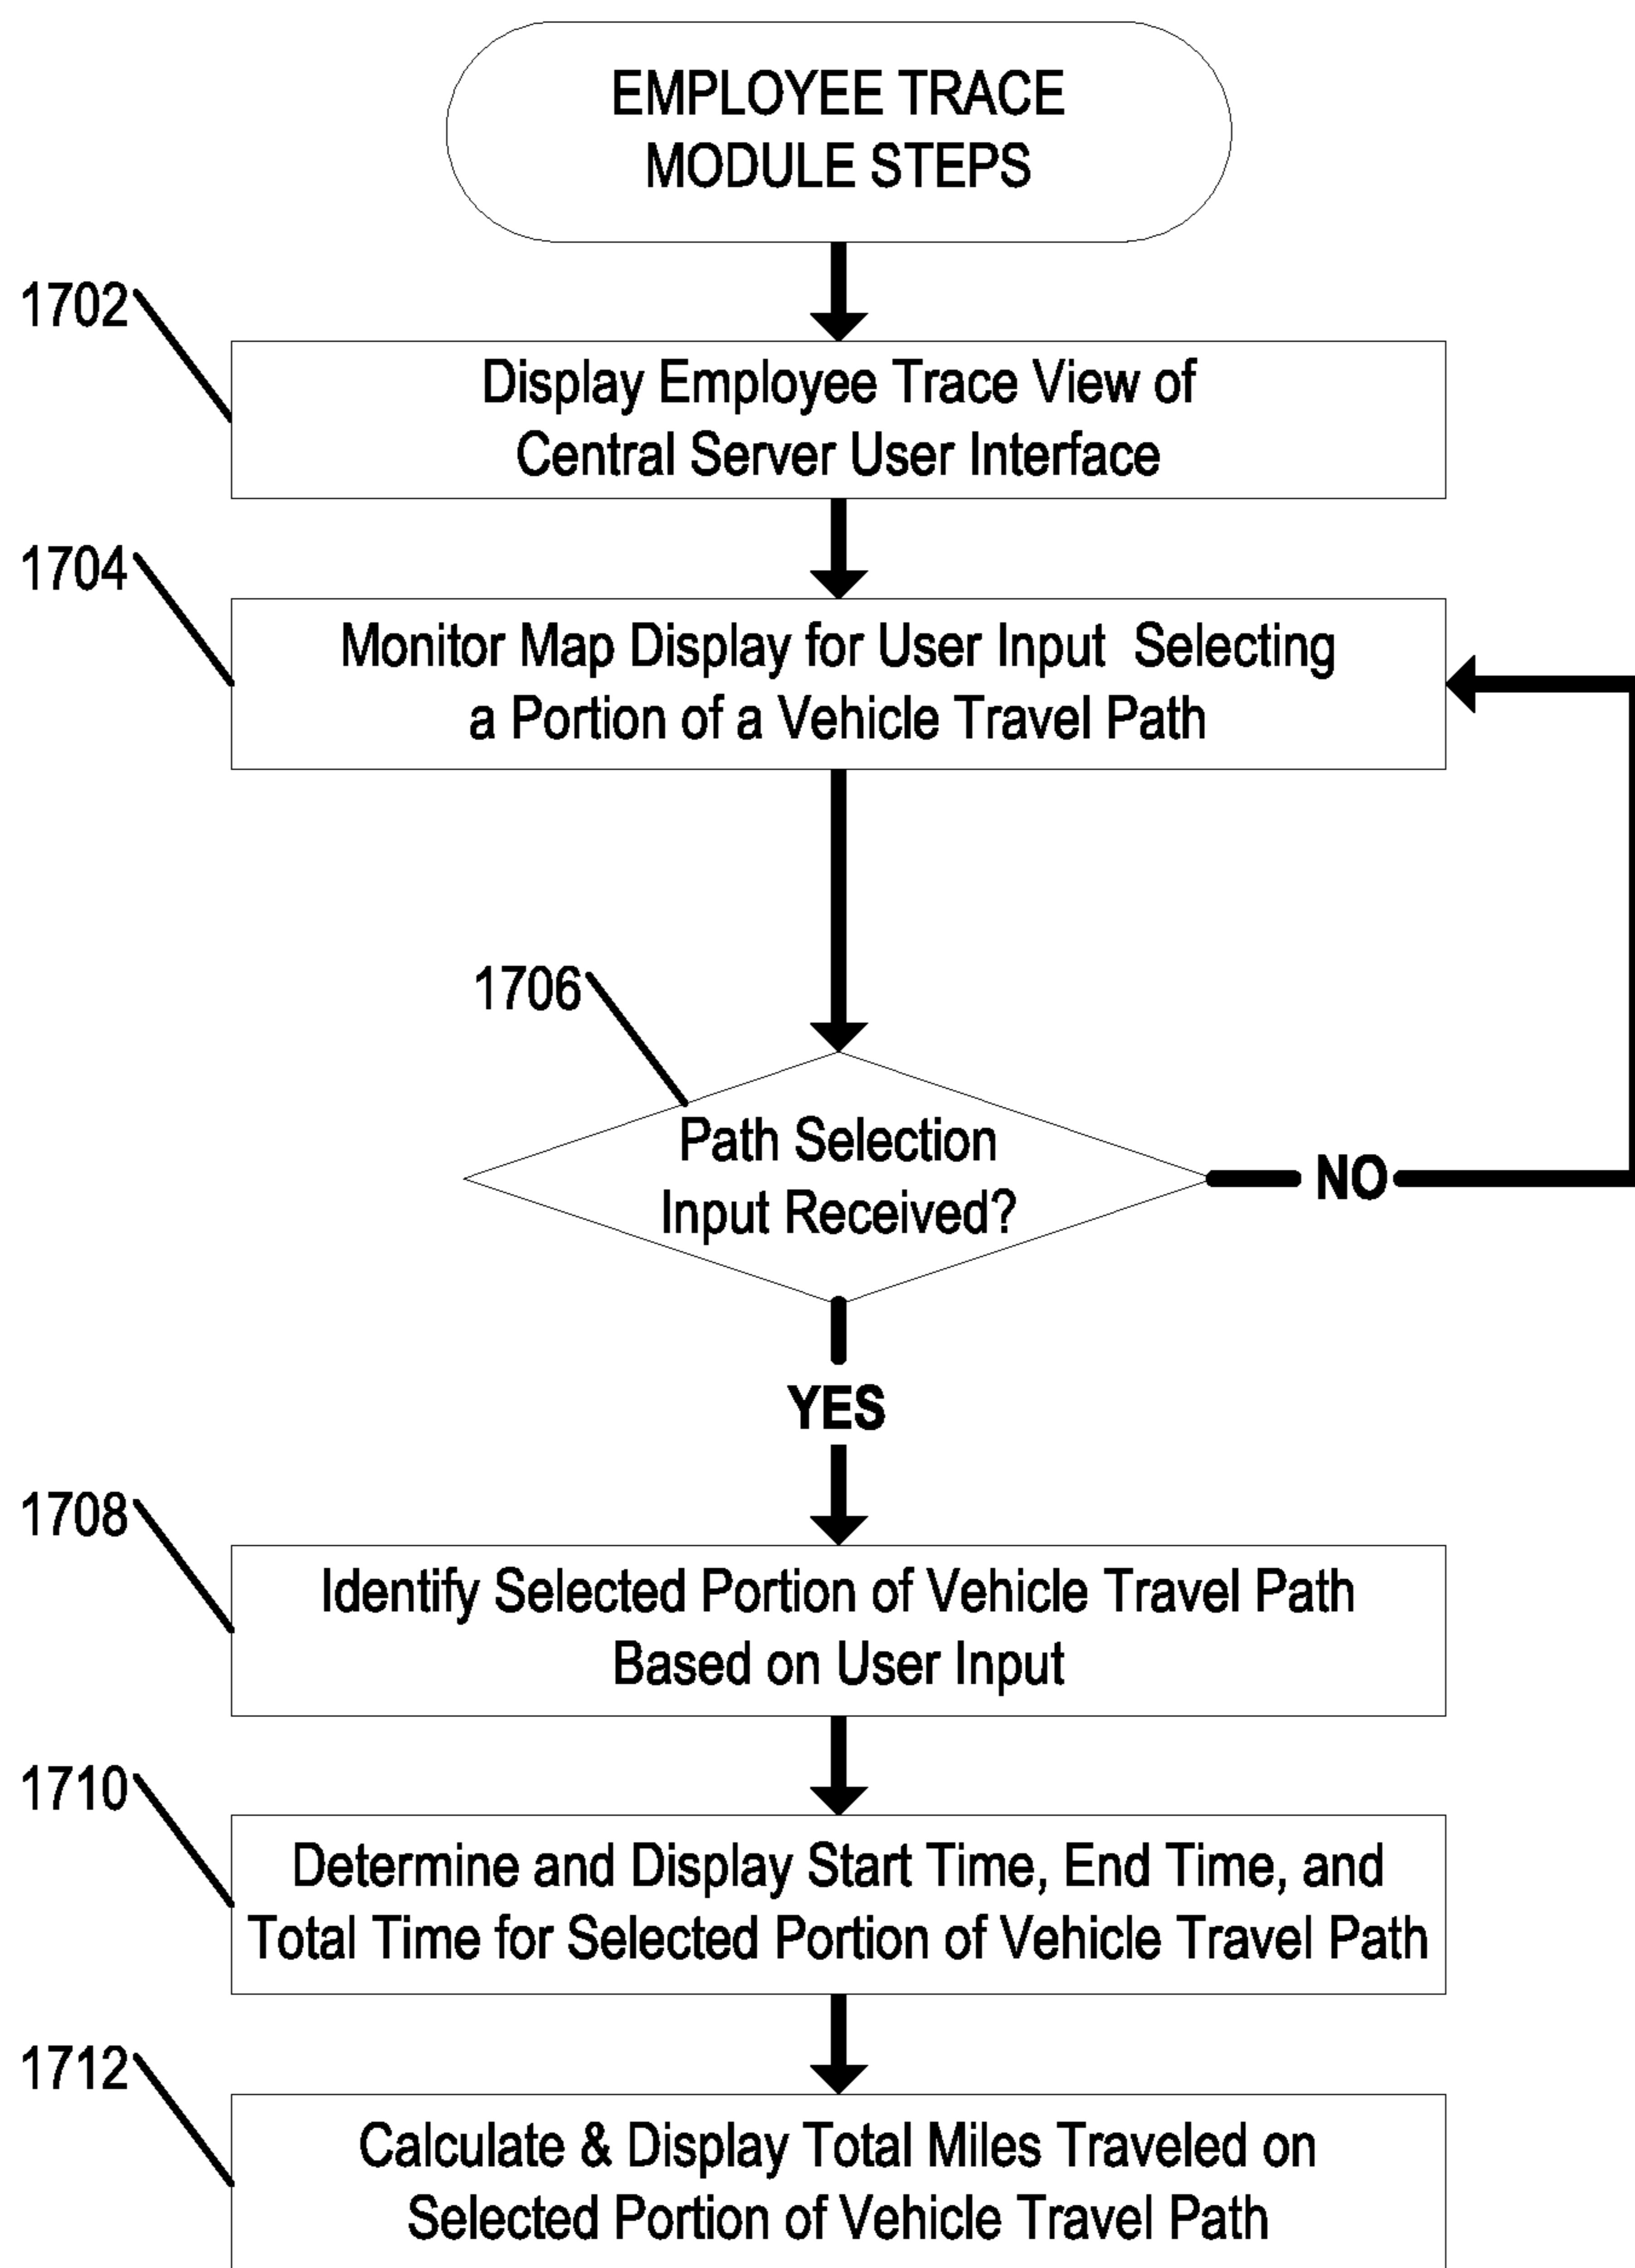 EMPLOYEE TRACE
MODULE STEPS
1702
Display Employee Trace View of
Central Server User Interface
1704
Monitor Map Display for User Input  Selecting
a Portion of a Vehicle Travel Path
1706
Path Selection
Input Received?
NO
YES
1708
Identify Selected Portion of Vehicle Travel Path
Based on User Input
1710
Determine and Display Start Time, End Time, and
Total Time for Selected Portion of Vehicle Travel Path
1712
Calculate & Display Total Miles Traveled on
Selected Portion of Vehicle Travel Path